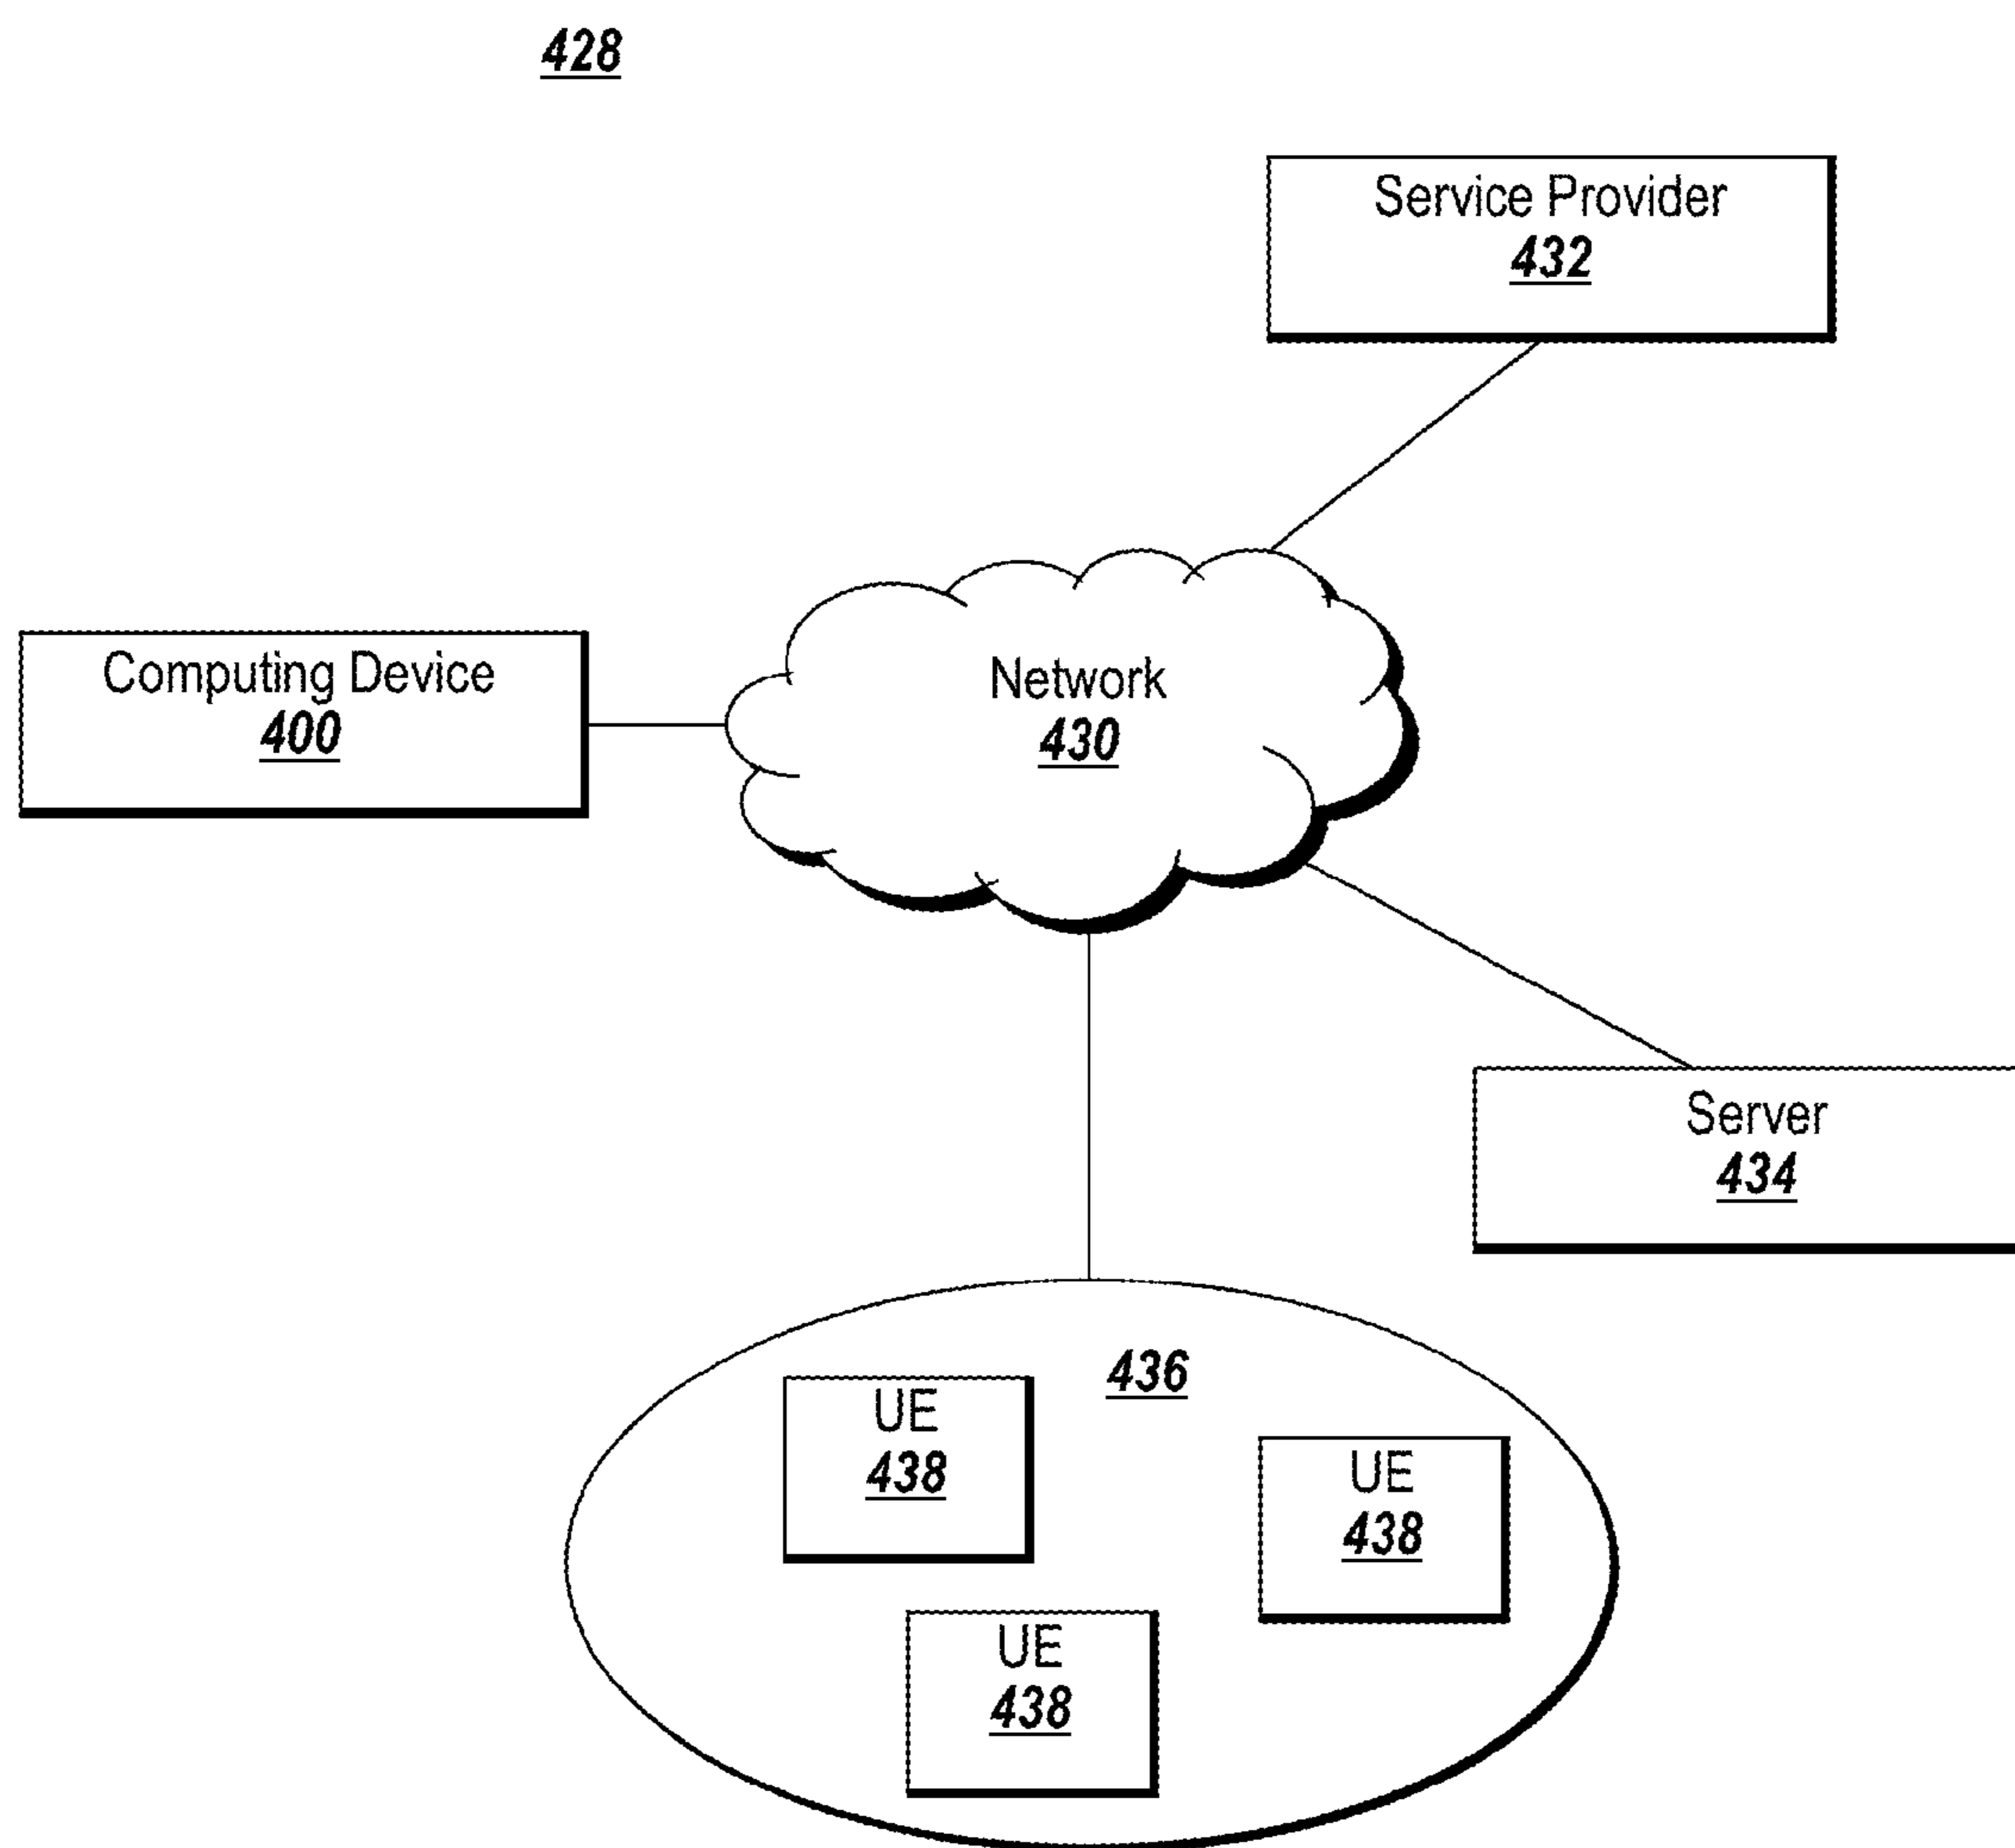 428
Service Provider
432
Computing Device
400
Network
430
Server
434
436
UE
438
UE
438
UE
438